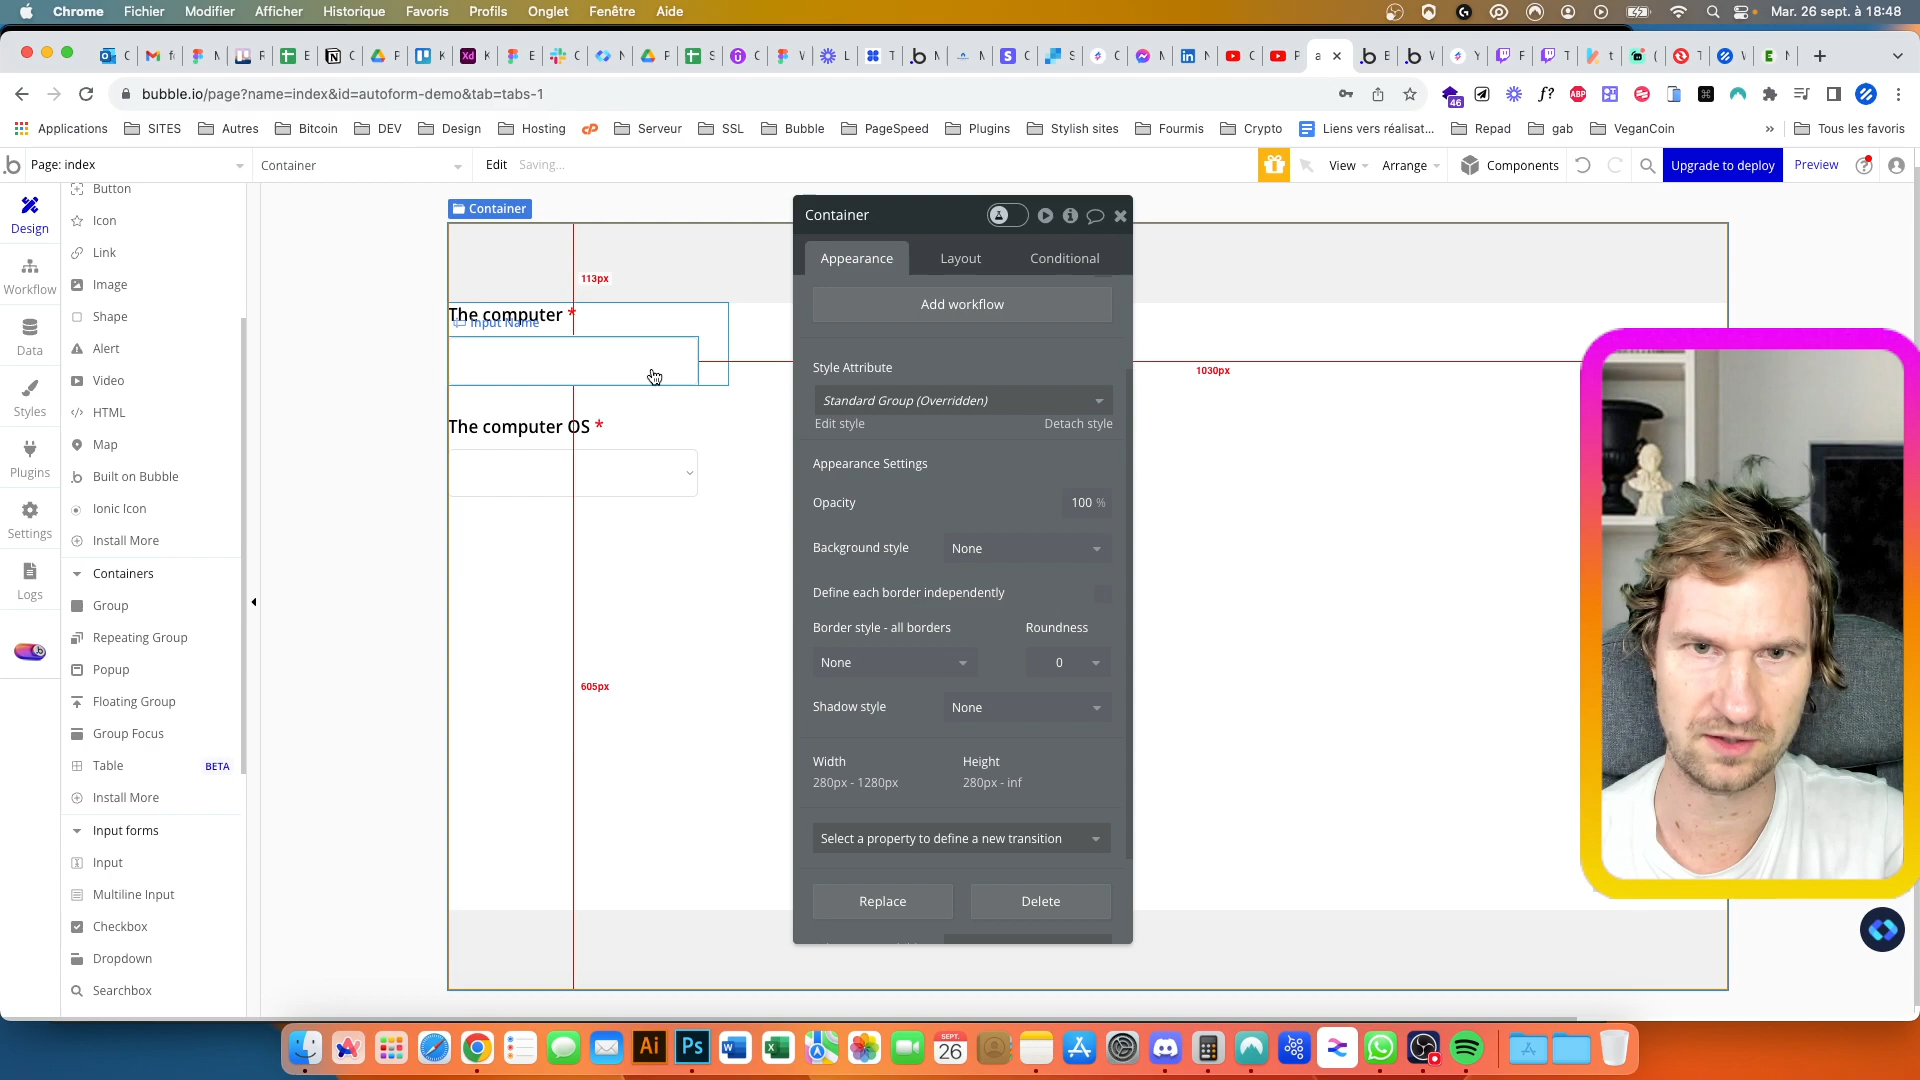 Chrome Fichier Modifier Afficher Historique Favoris Profils Onglet Fenêtre Aide
Mar. 26 sept. à 18:48
bubble.io/page?name=index&id=autoform-demo&tab=tabs-1
46
ABP
Applications SITES Autres Bitcoin DEV Design Hosting Serveur SSL Bubble PageSpeed Plugins Stylish sites Fourmis Crypto Liens vers réalisat... Repad gab VeganCoin » Tous les favoris
Page: index
Container
Edit
Saving...
View
Arrange
Components
Upgrade to deploy
Preview
Design
Workflow
Data
Styles
Plugins
Settings
Logs
Button
Icon
Link
Image
Shape
Alert
Video
HTML
Map
Built on Bubble
Ionic Icon
Install More
Containers
Group
Repeating Group
Popup
Floating Group
Group Focus
Table BETA
Install More
Input forms
Input
Multiline Input
Checkbox
Dropdown
Searchbox
Container
113px
The computer *
Input Name
1030px
The computer OS *
605px
Container
Appearance
Layout
Conditional
Add workflow
Style Attribute
Standard Group (Overridden)
Edit style
Detach style
Appearance Settings
Opacity
100 %
Background style
None
Define each border independently
Border style - all borders
Roundness
None
0
Shadow style
None
Width
Height
280px - 1280px
280px - inf
Select a property to define a new transition
Replace
Delete
Ai
Ps
SEPT.
26